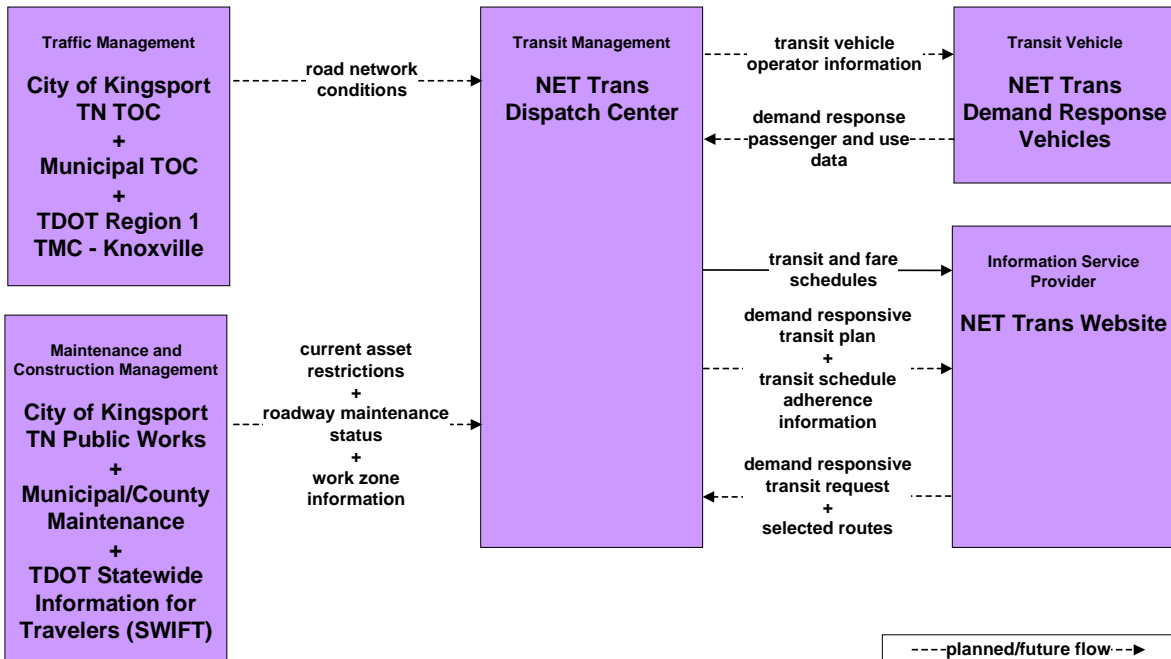 Traffic Management
City of Kingsport
TN TOC
+
Municipal TOC
+
TDOT Region 1
TMC - Knoxville
road network
conditions
Transit Management
NET Trans
Dispatch Center
transit vehicle
operator information
demand response
passenger and use
data
Transit Vehicle
NET Trans
Demand Response
Vehicles
Maintenance and
Construction Management
City of Kingsport
TN Public Works
+
Municipal/County
Maintenance
+
TDOT Statewide
Information for
Travelers (SWIFT)
current asset
restrictions
+
roadway maintenance
status
+
work zone
information
transit and fare
schedules
demand responsive
transit plan
+
transit schedule
adherence
information
demand responsive
transit request
+
selected routes
Information Service
Provider
NET Trans Website
planned/future flow